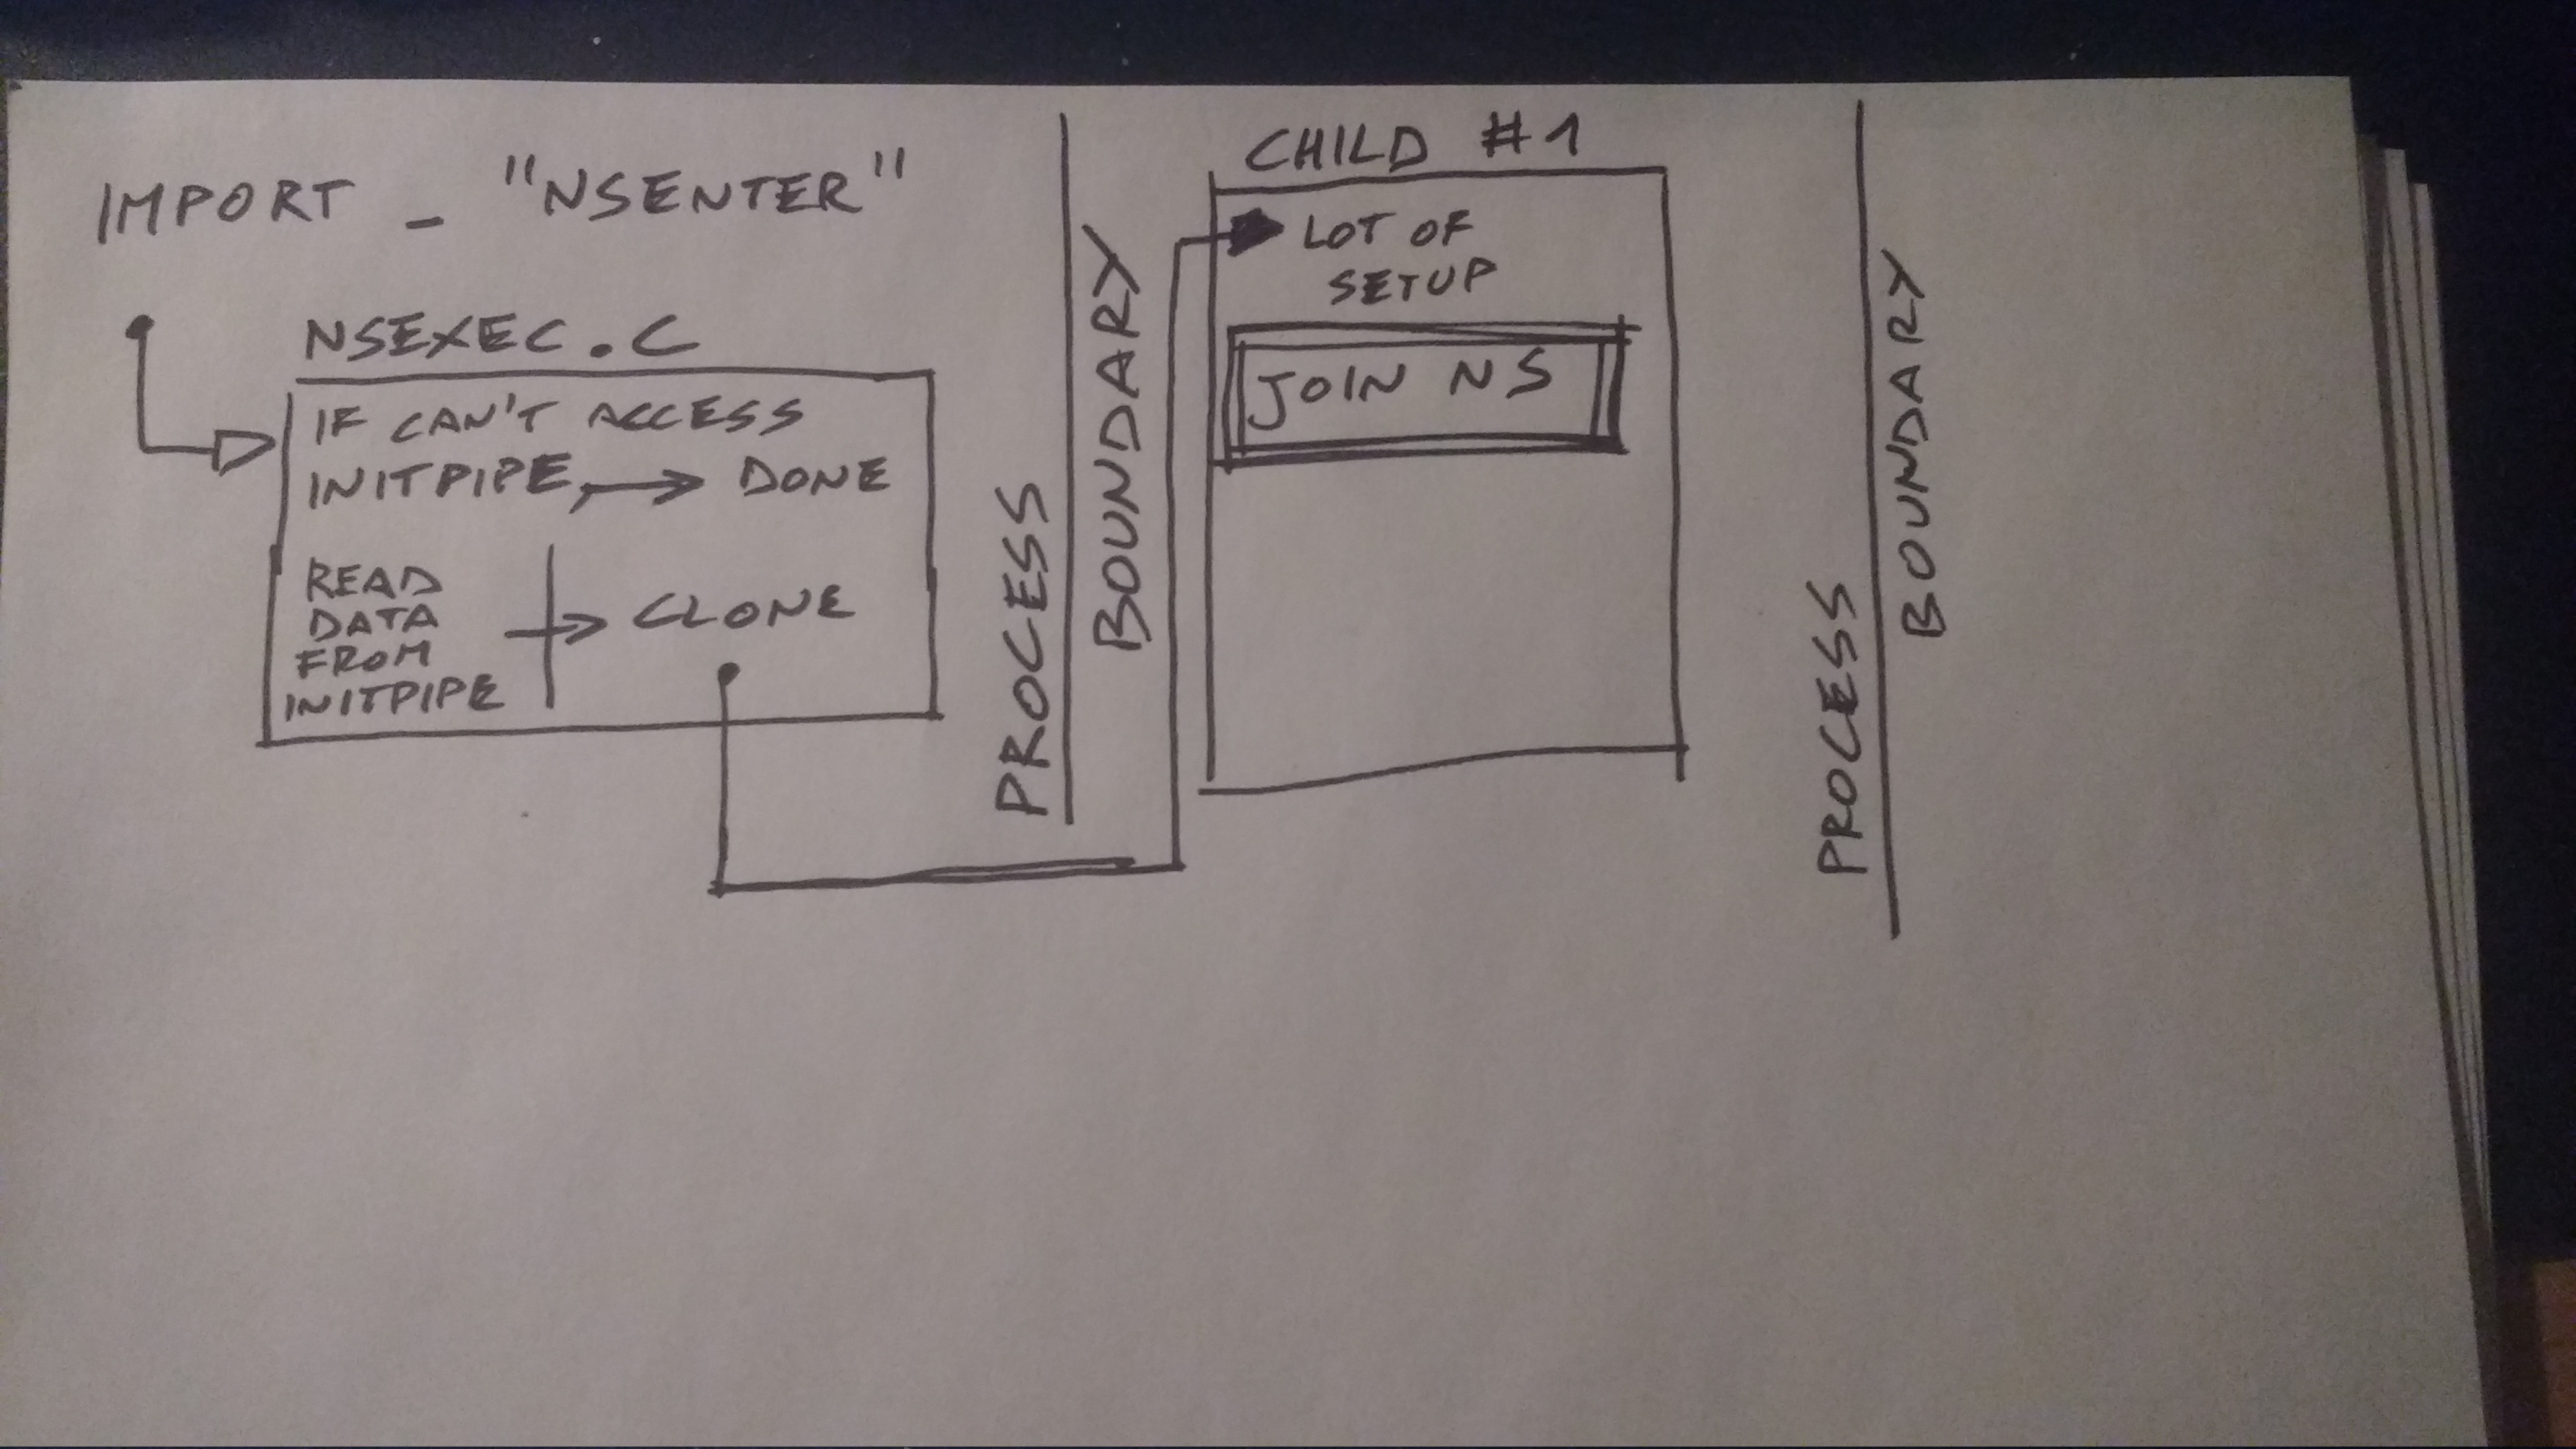 IMPORT _ "NSENTER"
NSEXEC.C
IF CAN'T ACCESS
INITPIPE, → DONE
READ
DATA
FROM
INITPIPE
→ CLONE
PROCESS
BOUNDARY
CHILD #1
LOT OF
SETUP
JOIN NS
PROCESS
BOUNDARY